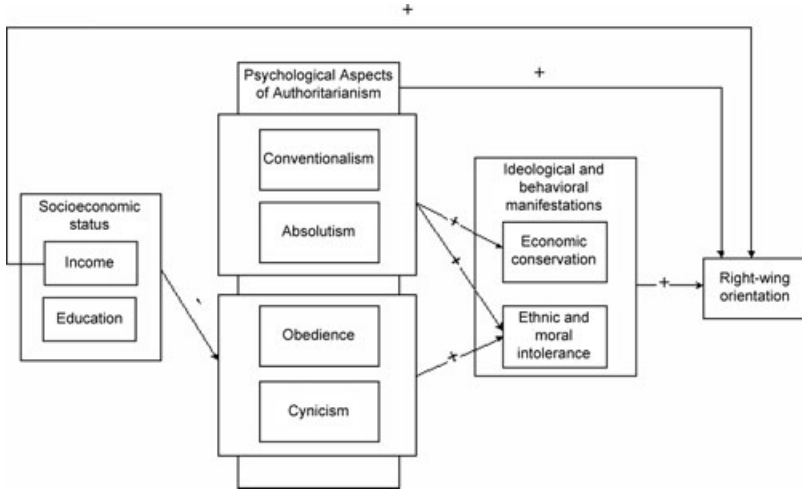 +
Psychological Aspects
of Authoritarianism
+
Conventionalism
Absolutism
Socioeconomic
status
Income
Education
-
Obedience
Cynicism
+
+
+
Ideological and
behavioral
manifestations
Economic
conservation
Ethnic and
moral
intolerance
+
Right-wing
orientation